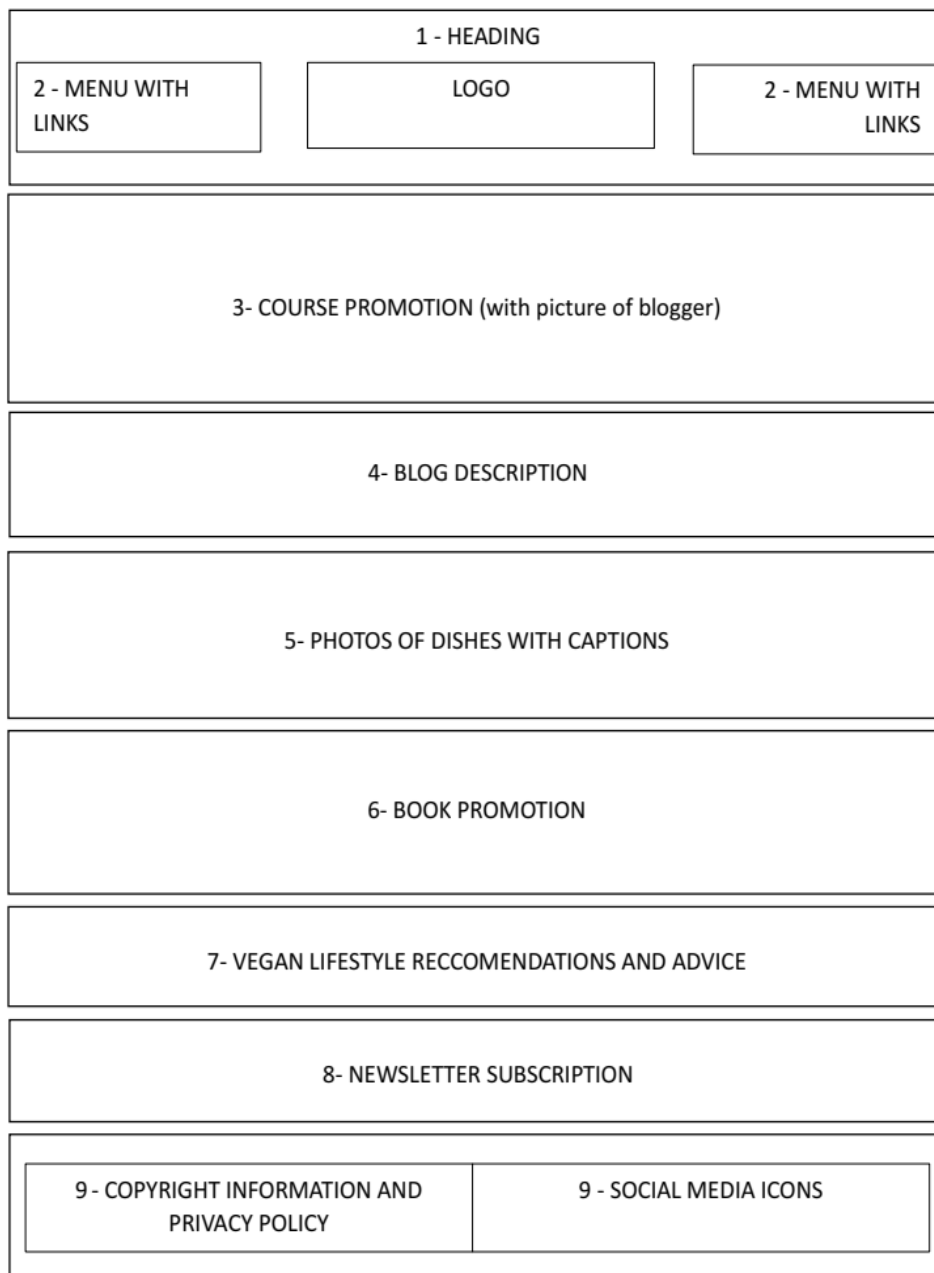 1 - HEADING
2 - MENU WITH
LINKS
LOGO
2 - MENU WITH
LINKS
3- COURSE PROMOTION (with picture of blogger)
4- BLOG DESCRIPTION
5- PHOTOS OF DISHES WITH CAPTIONS
6- BOOK PROMOTION
7- VEGAN LIFESTYLE RECCOMENDATIONS AND ADVICE
8- NEWSLETTER SUBSCRIPTION
9 - COPYRIGHT INFORMATION AND
PRIVACY POLICY
9 - SOCIAL MEDIA ICONS